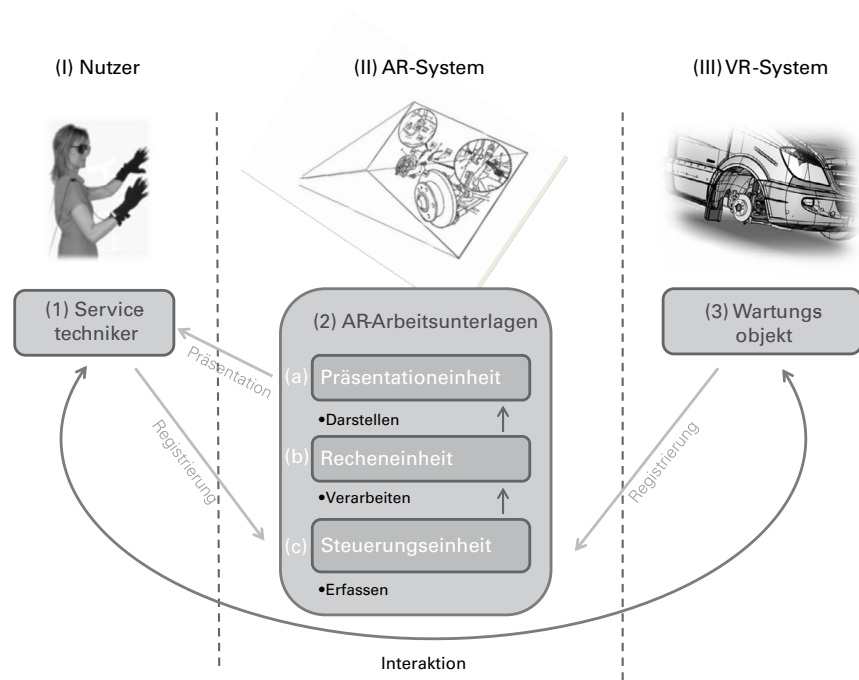 (I) Nutzer
(II) AR-System
(III) VR-System
(1) Service
techniker
(2) AR-Arbeitsunterlagen
(3) Wartungs
objekt
Präsentation
(a) Präsentationeinheit
•Darstellen
(b) Recheneinheit
•Verarbeiten
(c) Steuerungseinheit
•Erfassen
Registrierung
Registrierung
Interaktion